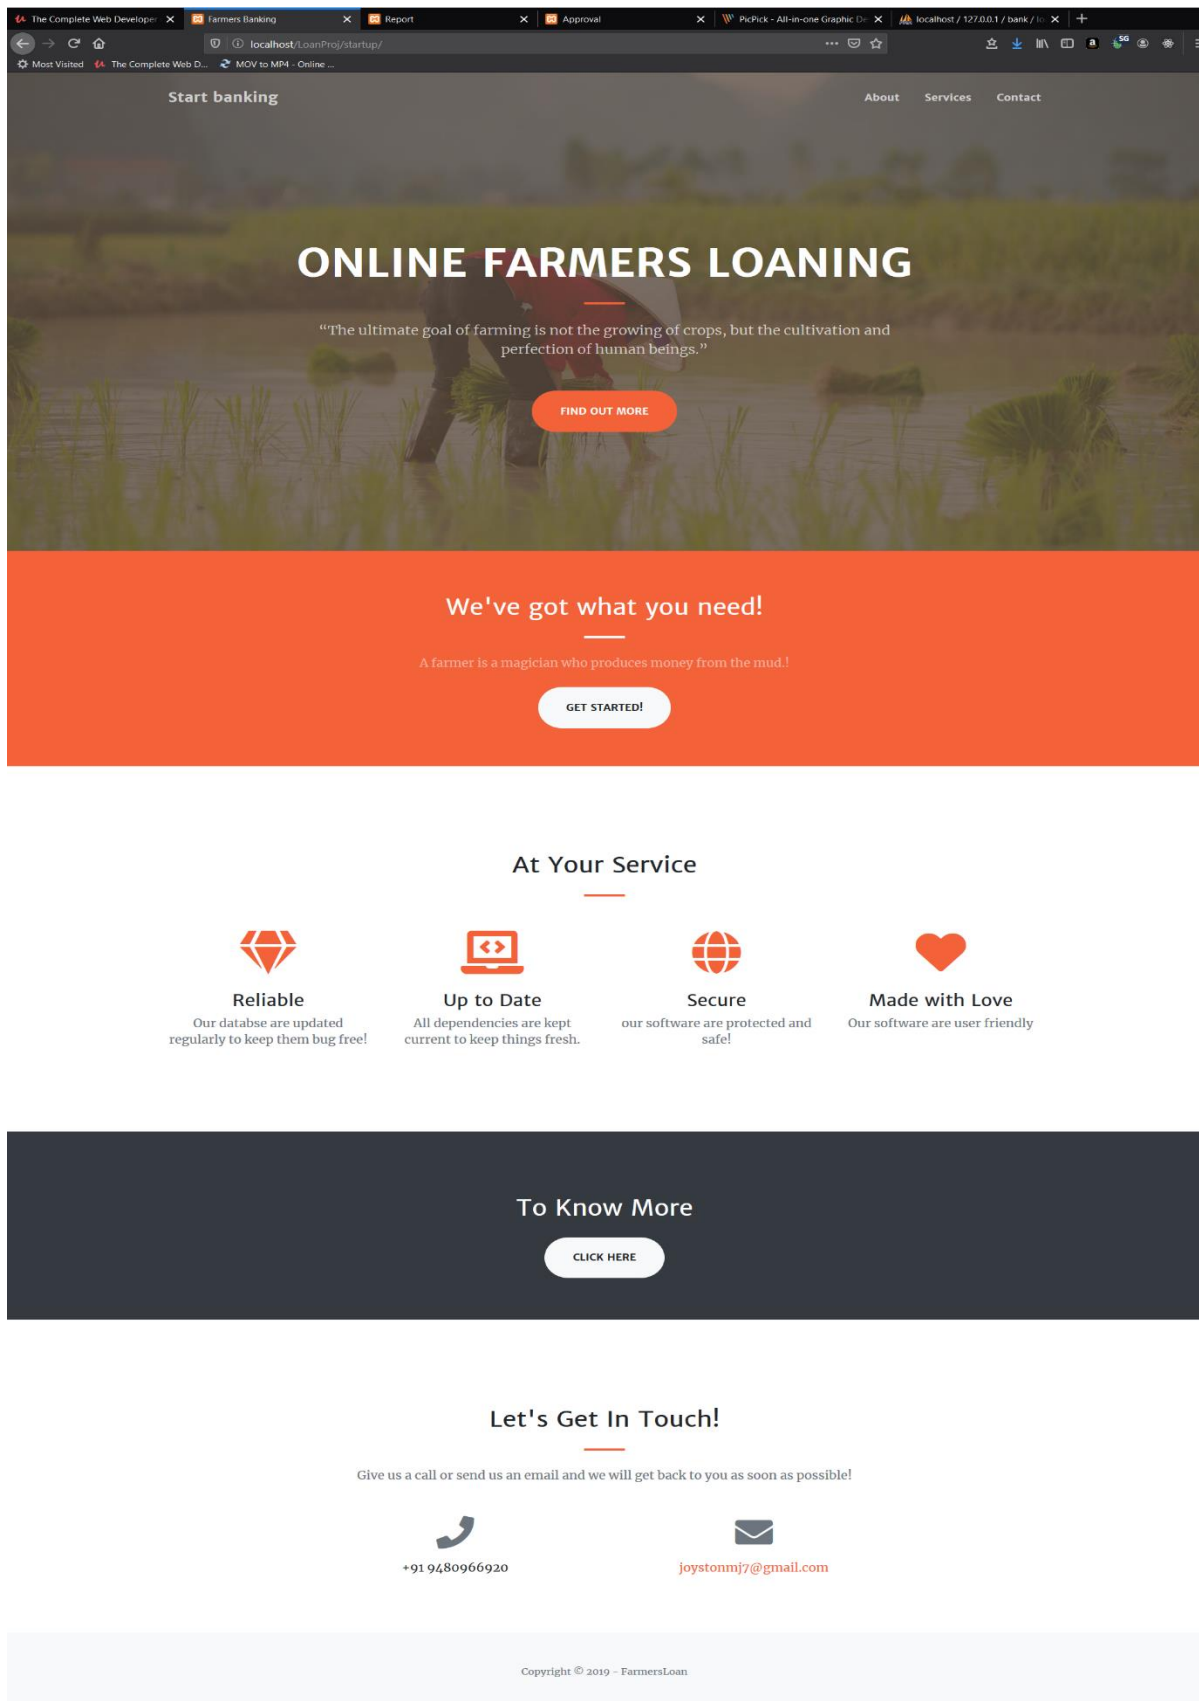 The Complete Web Developer
Farmers Banking
Report
Approval
PicPick - All-in-one Graphic De
localhost / 127.0.0.1 / bank / lo
localhost/LoanProj/startup/
SG
Most Visited
The Complete Web D...
MOV to MP4 - Online ...
Start banking
About
Services
Contact
ONLINE FARMERS LOANING
“The ultimate goal of farming is not the growing of crops, but the cultivation and
perfection of human beings.”
FIND OUT MORE
We've got what you need!
A farmer is a magician who produces money from the mud.!
GET STARTED!
At Your Service
Reliable
Our databse are updated
regularly to keep them bug free!
Up to Date
All dependencies are kept
current to keep things fresh.
Secure
our software are protected and
safe!
Made with Love
Our software are user friendly
To Know More
CLICK HERE
Let's Get In Touch!
Give us a call or send us an email and we will get back to you as soon as possible!
+91 9480966920
joystonmj7@gmail.com
Copyright © 2019 - FarmersLoan